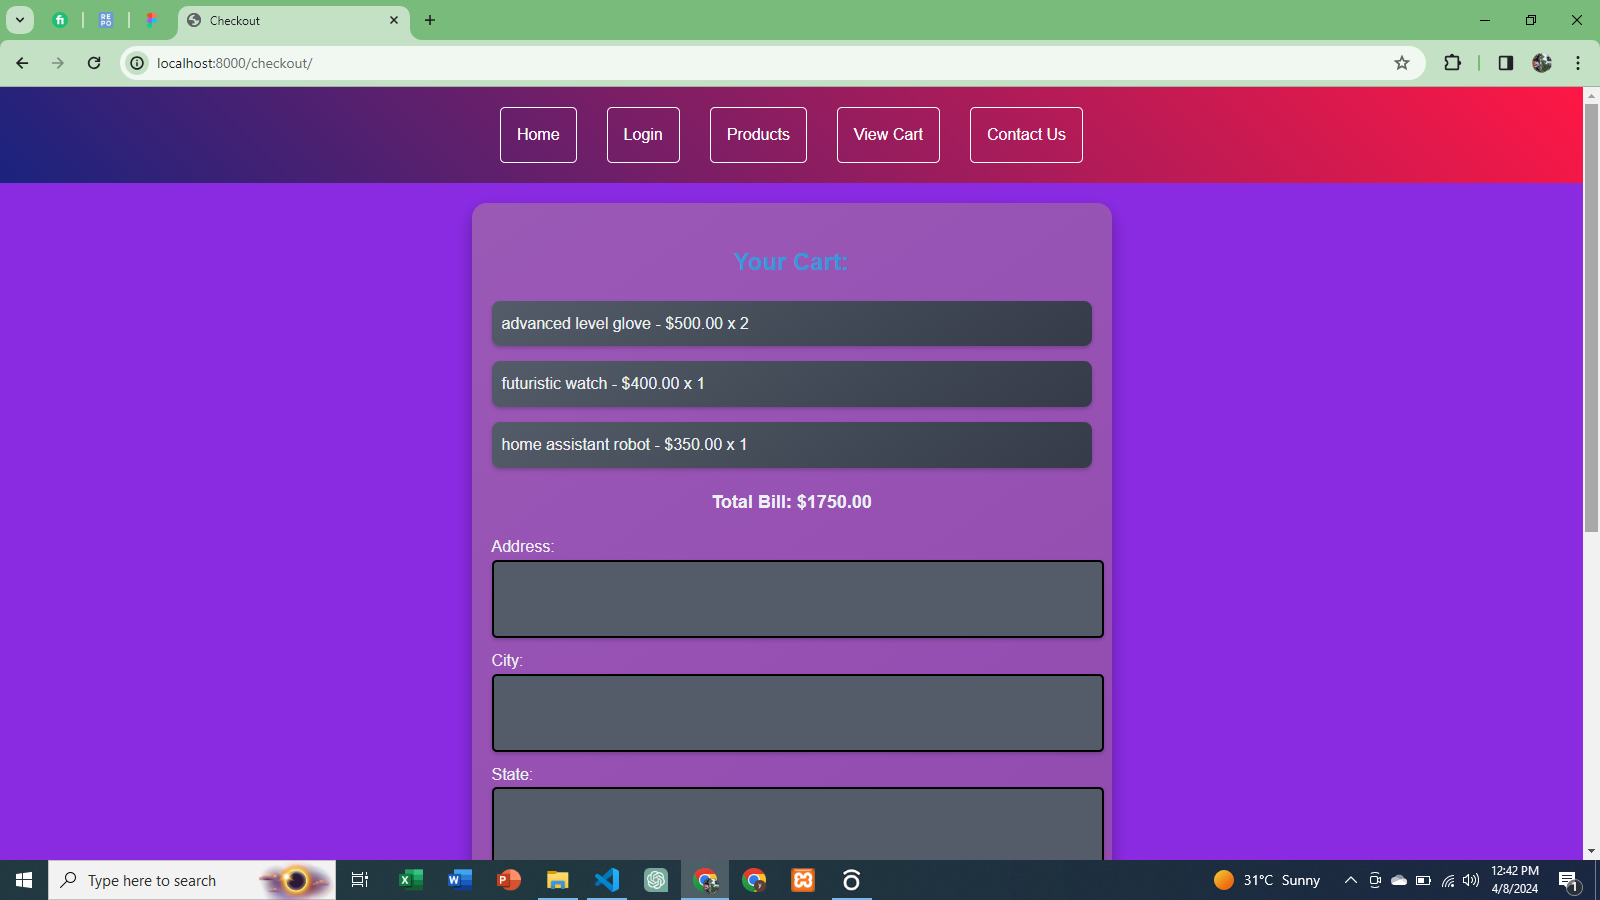 Checkout
localhost:8000/checkout/
Home Login Products View Cart Contact Us
Your Cart:
advanced level glove - $500.00 x 2
futuristic watch - $400.00 x 1
home assistant robot - $350.00 x 1
Total Bill: $1750.00
Address:
City:
State:
Type here to search
31°C Sunny
12:42 PM
4/8/2024
1